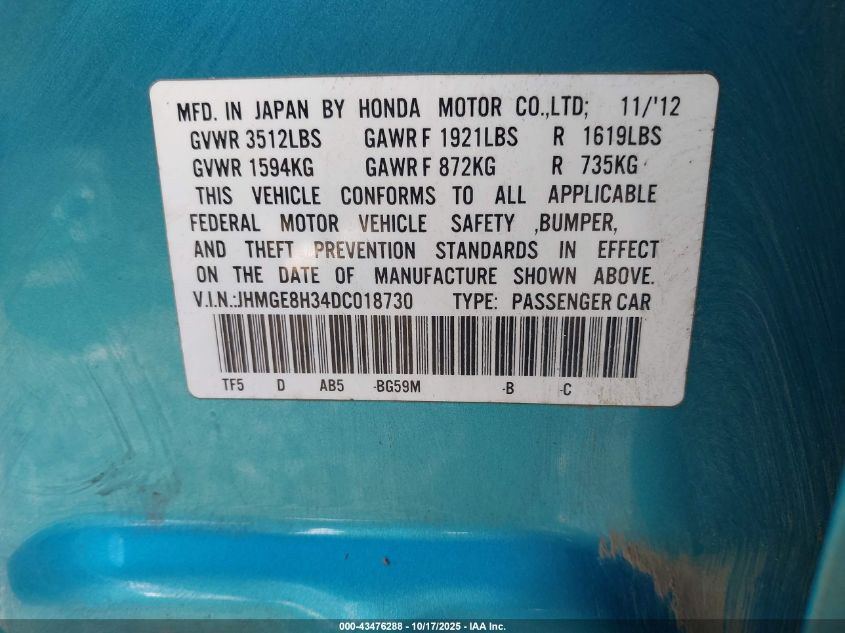 MFD. IN JAPAN BY HONDA MOTOR CO.,LTD; 11/'12
GVWR 3512LBS GAWR F 1921LBS R 1619LBS
GVWR 1594KG GAWR F 872KG R 735KG
THIS VEHICLE CONFORMS TO ALL APPLICABLE
FEDERAL MOTOR VEHICLE SAFETY ,BUMPER,
AND THEFT PREVENTION STANDARDS IN EFFECT
ON THE DATE OF MANUFACTURE SHOWN ABOVE.
V.I.N.:JHMGE8H34DC018730 TYPE: PASSENGER CAR
TF5 D AB5 -BG59M -B -C
000-43476288 - 10/17/2025 - IAA Inc.